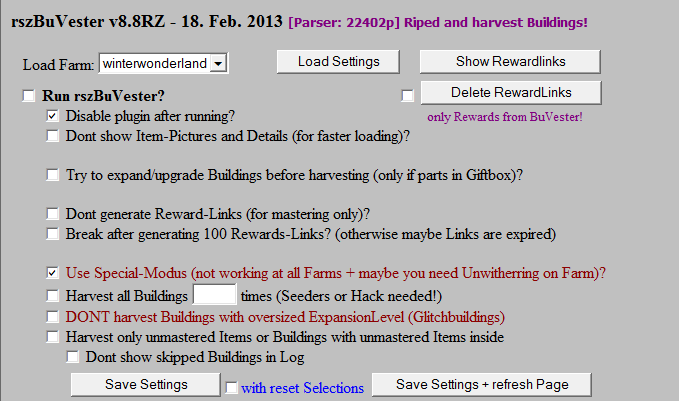 rszBuVester v8.8RZ - 18. Feb. 2013 [Parser: 22402p] Riped and harvest Buildings!
Load Farm: winterwonderland Load Settings Show Rewardlinks
Run rszBuVester? Delete RewardLinks
Disable plugin after running? only Rewards from BuVester!
Dont show Item-Pictures and Details (for faster loading)?
Try to expand/upgrade Buildings before harvesting (only if parts in Giftbox)?
Dont generate Reward-Links (for mastering only)?
Break after generating 100 Rewards-Links? (otherwise maybe Links are expired)
Use Special-Modus (not working at all Farms + maybe you need Unwitherring on Farm)?
Harvest all Buildings times (Seeders or Hack needed!)
DONT harvest Buildings with oversized ExpansionLevel (Glitchbuildings)
Harvest only unmastered Items or Buildings with unmastered Items inside
Dont show skipped Buildings in Log
Save Settings with reset Selections Save Settings + refresh Page